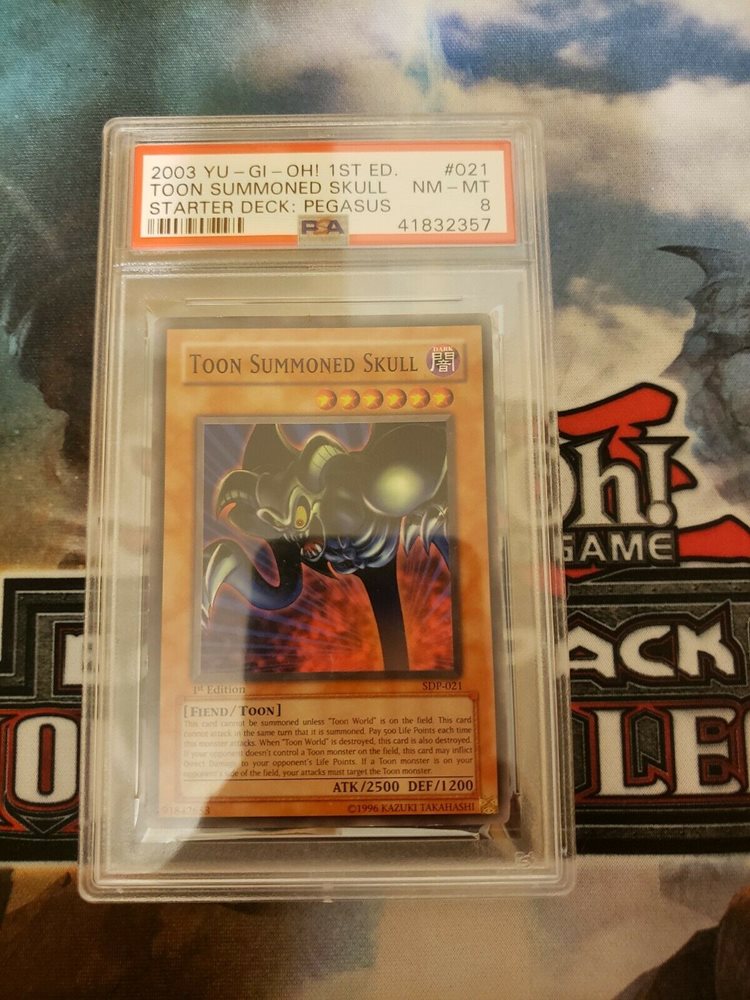 2003 YU-GI-OH! 1ST ED. #021
TOON SUMMONED SKULL NM-MT
STARTER DECK: PEGASUS 8
PSA 41832357
TOON SUMMONED SKULL
DARK
闇
1st Edition SDP-021
[FIEND/TOON]
This card cannot be summoned unless "Toon World" is on the field. This card
cannot attack in the same turn that it is summoned. Pay 500 Life Points each time
this monster attacks. When "Toon World" is destroyed, this card is also destroyed.
If your opponent doesn't control a Toon monster on the field, this card may inflict
Direct Damage to your opponent's Life Points. If a Toon monster is on your
opponent's side of the field, your attacks must target the Toon monster.
ATK/2500 DEF/1200
©1996 KAZUKI TAKAHASHI
Oh!
GAME
ACK
LE